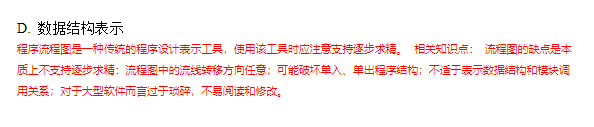 D. 数据结构表示
程序流程图是一种传统的程序设计表示工具，使用该工具时应注意支持逐步求精。 相关知识点： 流程图的缺点是本
质上不支持逐步求精：流程图中的流线转移方向任意；可能破坏单入、单出程序结构；不适于表示数据结构和模块调
用关系；对于大型软件而言过于琐碎，不易阅读和修改。